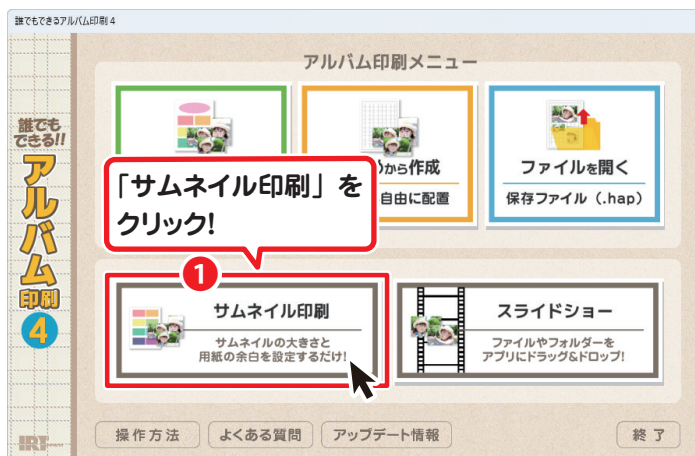 誰でもできるアルバム印刷 4
アルバム印刷メニュー
誰でも
できる!!
アルバム
印刷
4
から作成
自由に配置
ファイルを開く
保存ファイル (.hap)
「サムネイル印刷」を
クリック!
1
サムネイル印刷
サムネイルの大きさと
用紙の余白を設定するだけ!
スライドショー
ファイルやフォルダーを
アプリにドラッグ&ドロップ!
IRT
操作方法
よくある質問
アップデート情報
終了